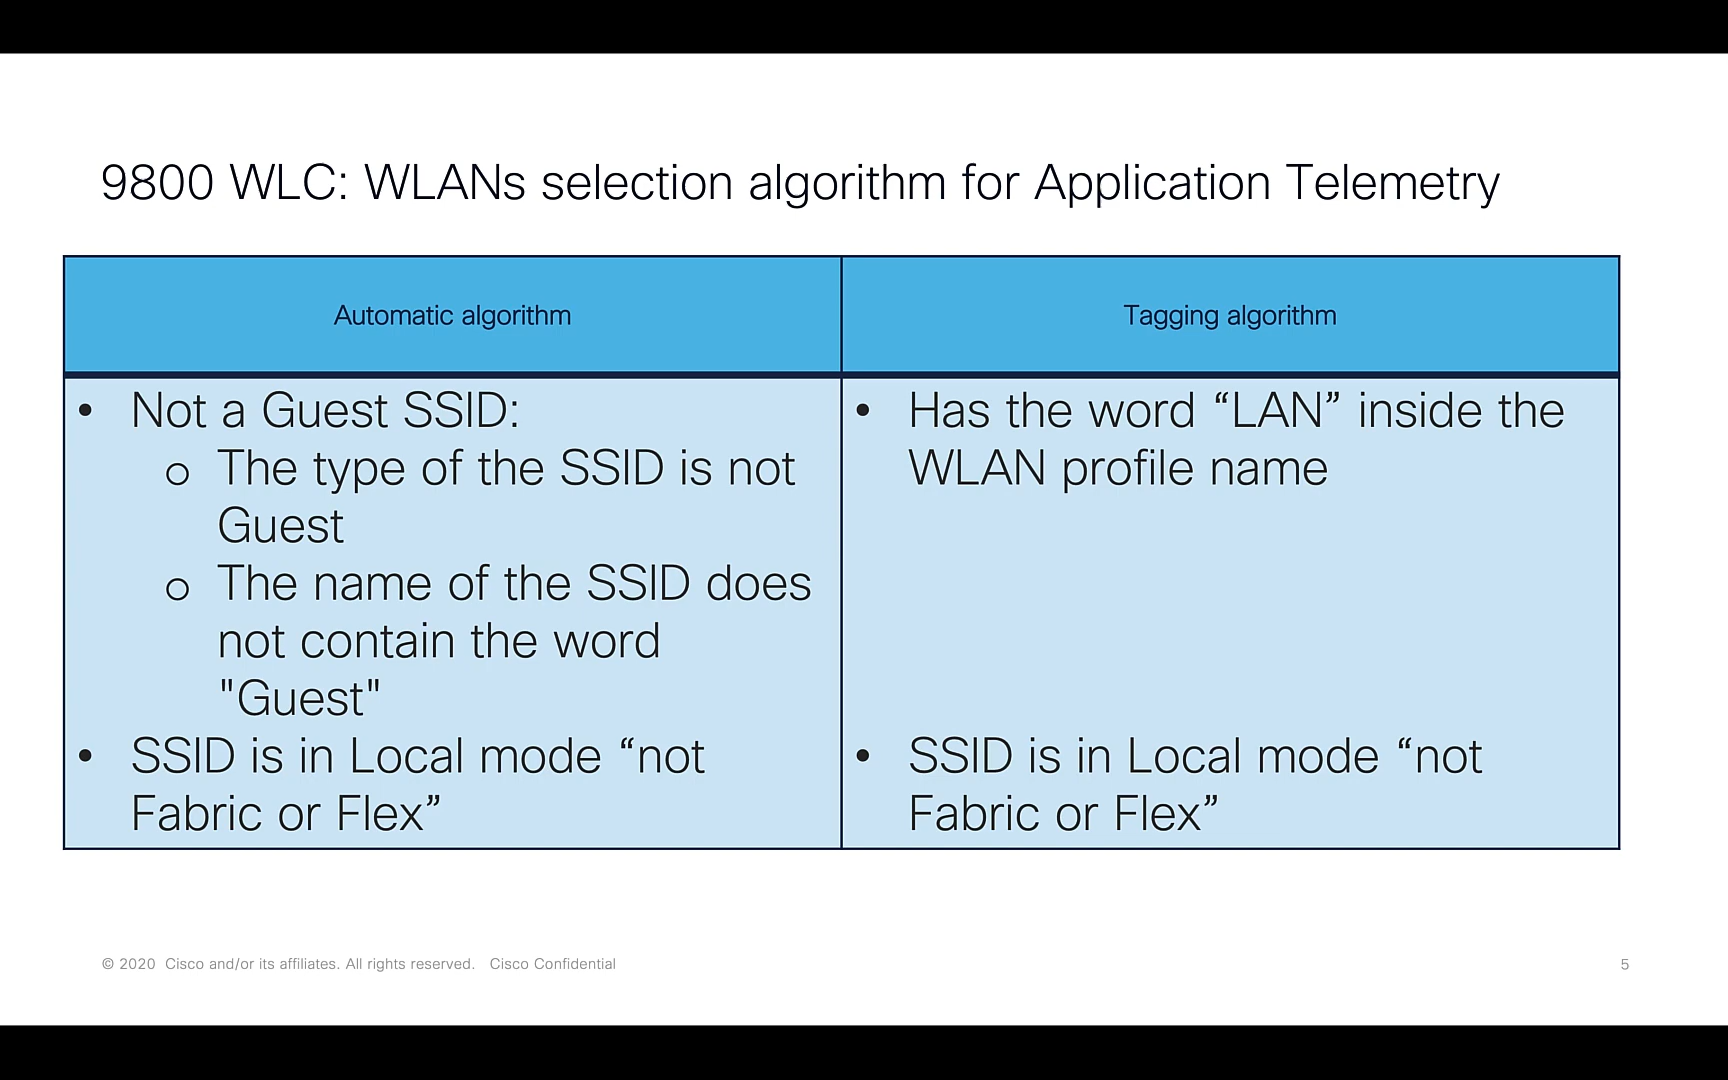 9800 WLC: WLANs selection algorithm for Application Telemetry
Automatic algorithm
Tagging algorithm
• Not a Guest SSID:
o The type of the SSID is not
Guest
o The name of the SSID does
not contain the word
"Guest"
• SSID is in Local mode “not
Fabric or Flex”
• Has the word “LAN” inside the
WLAN profile name
• SSID is in Local mode “not
Fabric or Flex”
© 2020 Cisco and/or its affiliates. All rights reserved. Cisco Confidential
5